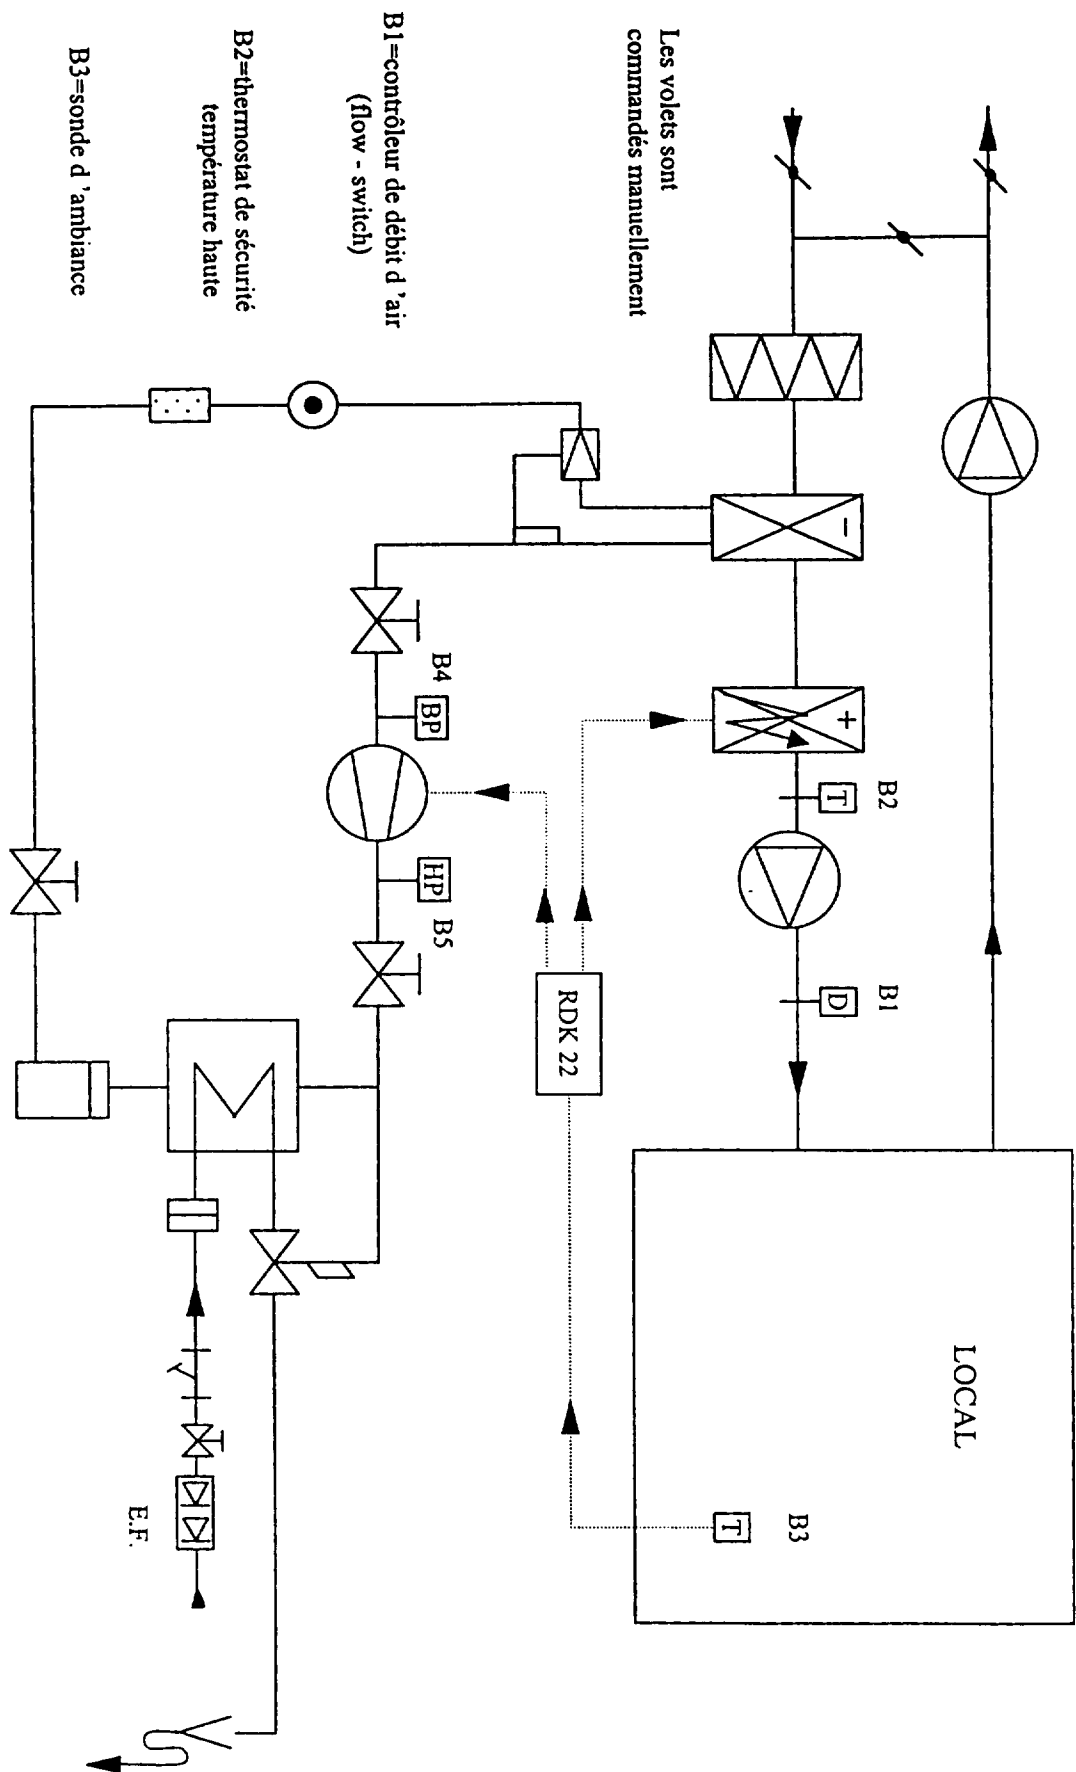 Les volets sont
commandés manuellement
B1=contrôleur de débit d 'air
(flow - switch)
B2=thermostat de sécurité
température haute
B3=sonde d 'ambiance
LOCAL
B3
T
B1
D
B2
T
+
-
RDK 22
B4
BP
HP
B5
E.F.